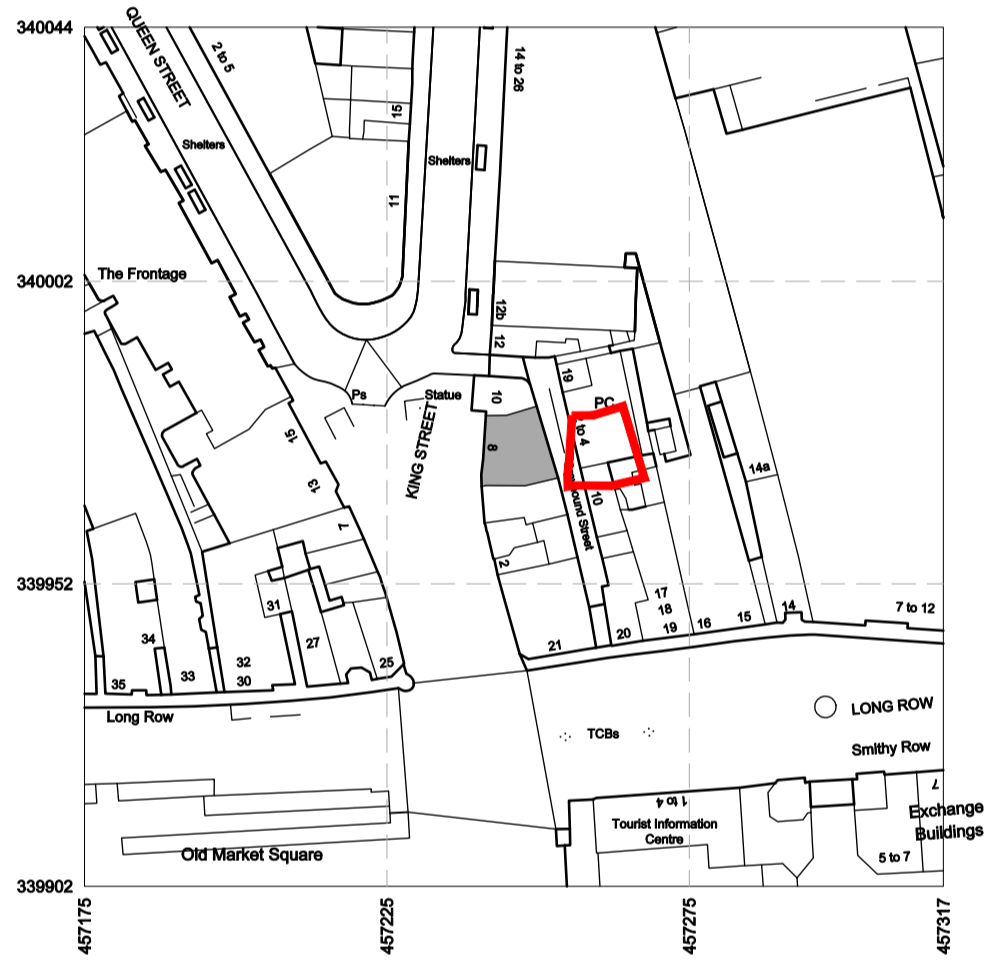 340044
QUEEN STREET
2 to 5
14 to 28
15
Shelters
Shelters
11
The Frontage
340002
12b
12
19
Ps
Statue
10
PC
15
KING STREET
8
to 4
14a
13
10
ound Street
7
2
339952
31
17
18
19
16
15
14
7 to 12
34
27
20
21
32
30
33
25
35
Long Row
LONG ROW
TCBs
Smithy Row
1 to 4
7
Tourist Information
Centre
Exchange
Buildings
Old Market Square
5 to 7
339902
457175
457225
457275
457317